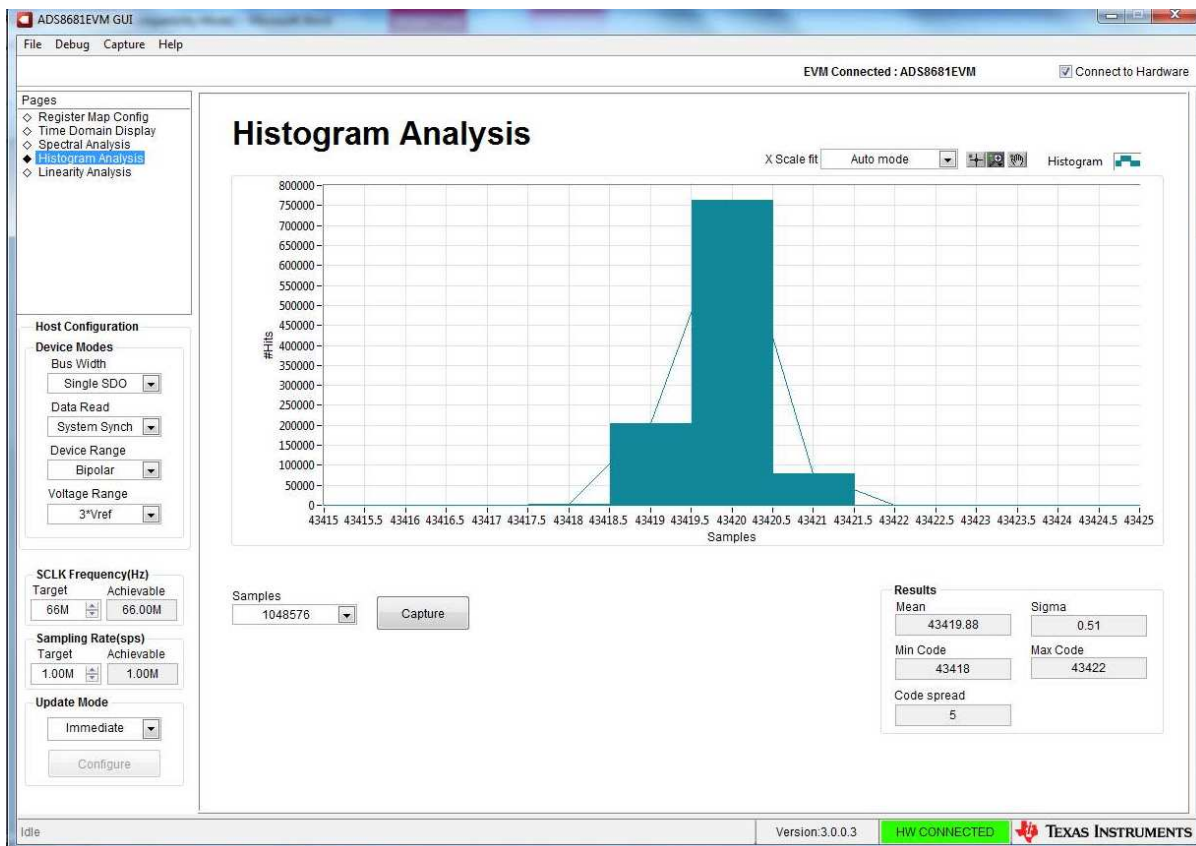 ADS8681EVM GUI
File Debug Capture Help
EVM Connected : ADS8681EVM
Connect to Hardware
Pages
Register Map Config
Time Domain Display
Spectral Analysis
Histogram Analysis
Linearity Analysis
Host Configuration
Device Modes
Bus Width
Single SDO
Data Read
System Synch
Device Range
Bipolar
Voltage Range
3*Vref
SCLK Frequency(Hz)
Target Achievable
66M 66.00M
Sampling Rate(sps)
Target Achievable
1.00M 1.00M
Update Mode
Immediate
Configure
Histogram Analysis
X Scale fit Auto mode Histogram
800000
750000
700000
650000
600000
550000
500000
450000
400000
350000
300000
250000
200000
150000
100000
50000
0
#Hits
43415 43415.5 43416 43416.5 43417 43417.5 43418 43418.5 43419 43419.5 43420 43420.5 43421 43421.5 43422 43422.5 43423 43423.5 43424 43424.5 43425
Samples
Samples
1048576
Capture
Results
Mean Sigma
43419.88 0.51
Min Code Max Code
43418 43422
Code spread
5
Idle
Version:3.0.0.3
HW CONNECTED
TEXAS INSTRUMENTS